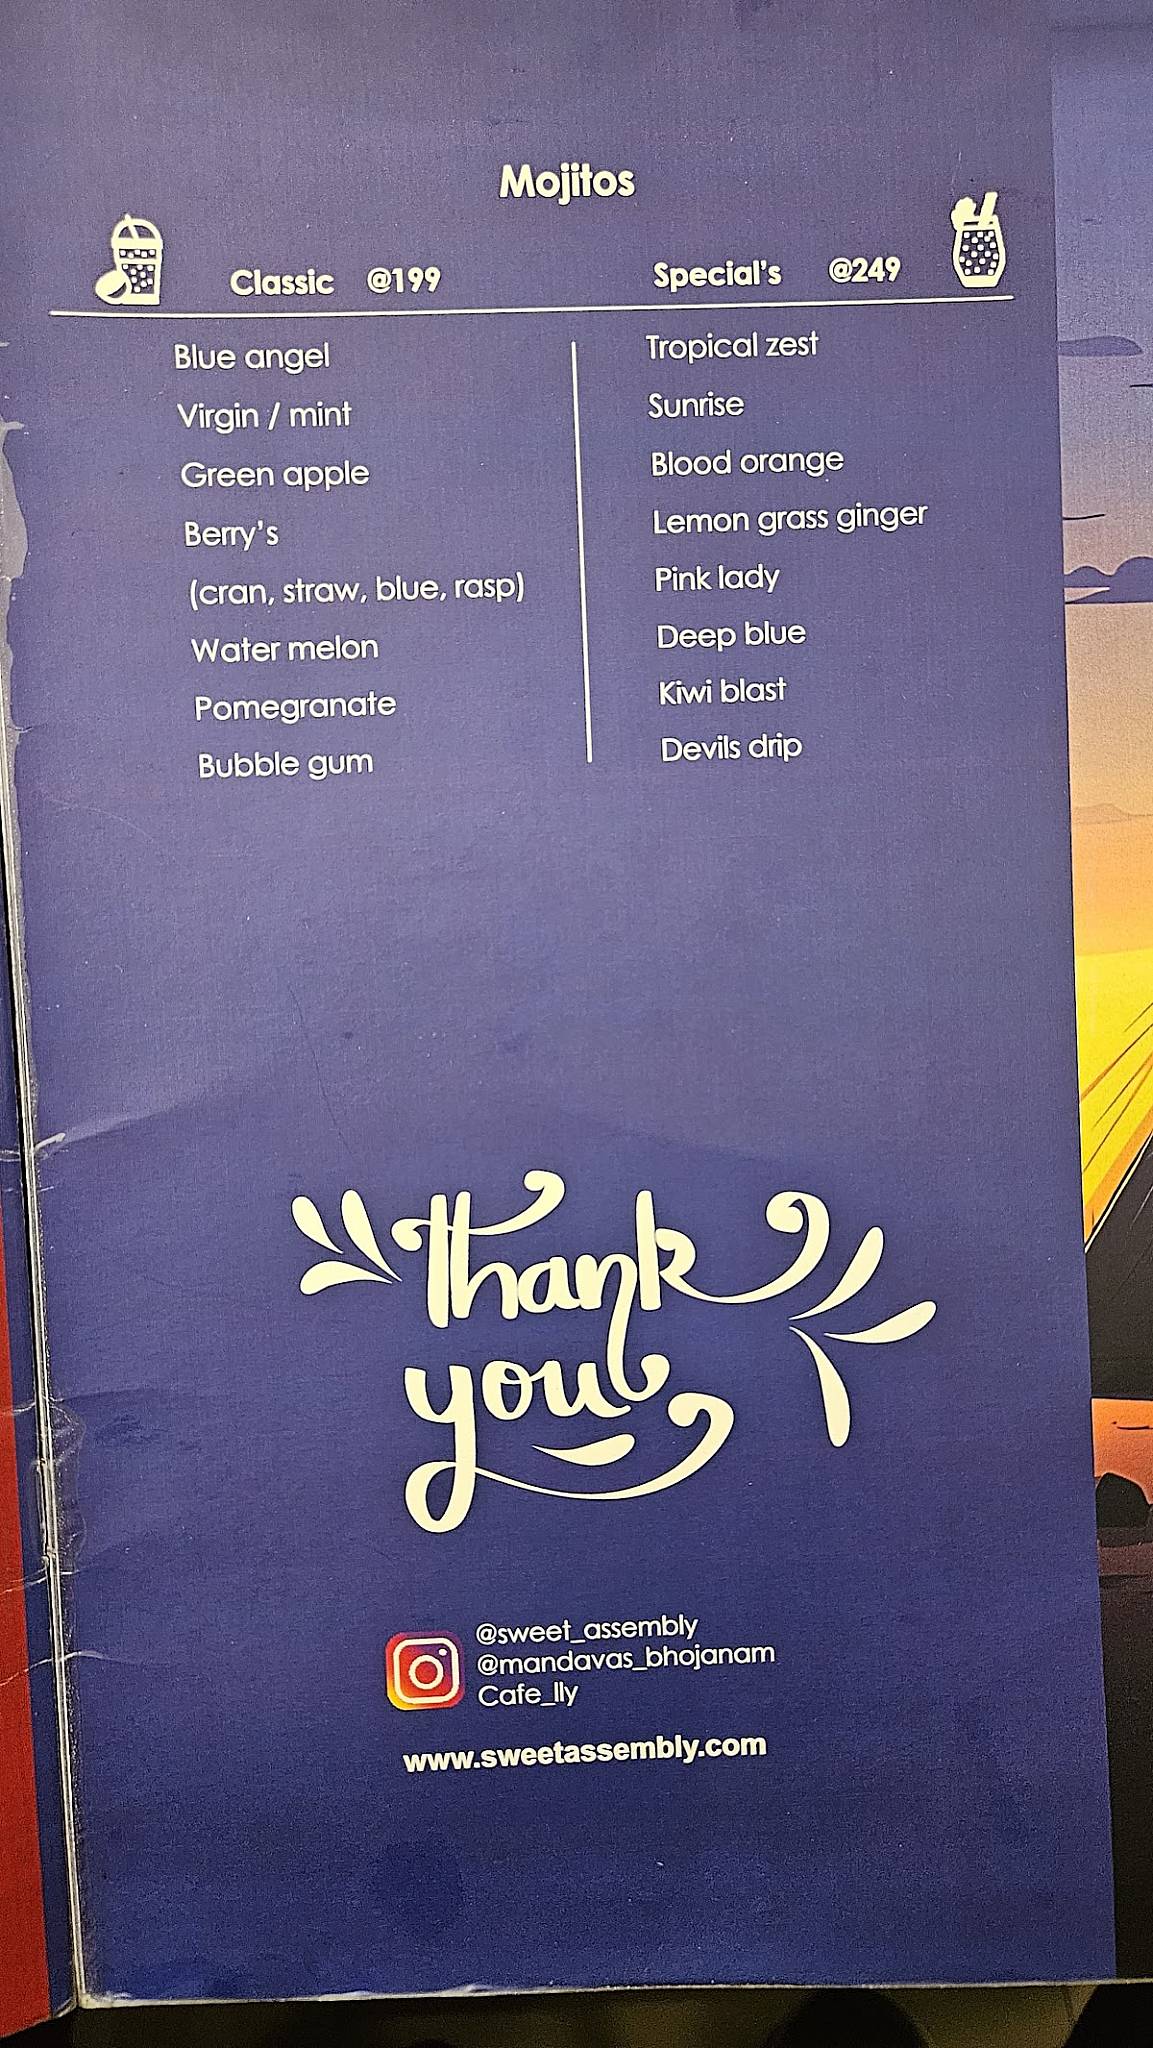 Mojitos
Classic @199
Blue angel
Virgin / mint
Green apple
Berry's
(cran, straw, blue, rasp)
Water melon
Pomegranate
Bubble gum
Special's @249
Tropical zest
Sunrise
Blood orange
Lemon grass ginger
Pink lady
Deep blue
Kiwi blast
Devils drip
Thank
you
@sweet_assembly
@mandavas_bhojanam
Cafe_lly
www.sweetassembly.com